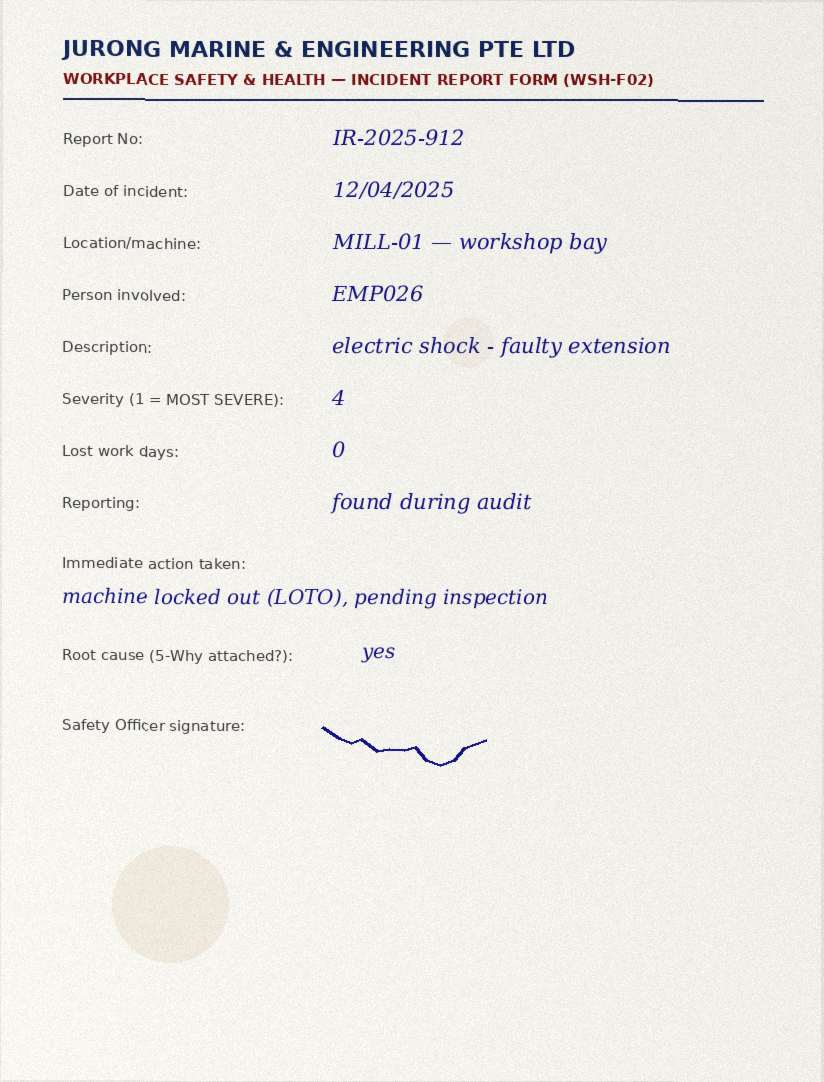 JURONG MARINE & ENGINEERING PTE LTD
WORKPLACE SAFETY & HEALTH — INCIDENT REPORT FORM (WSH-F02)
Report No: IR-2025-912
Date of incident: 12/04/2025
Location/machine: MILL-01 — workshop bay
Person involved: EMP026
Description: electric shock - faulty extension
Severity (1 = MOST SEVERE): 4
Lost work days: 0
Reporting: found during audit
Immediate action taken:
machine locked out (LOTO), pending inspection
Root cause (5-Why attached?): yes
Safety Officer signature: